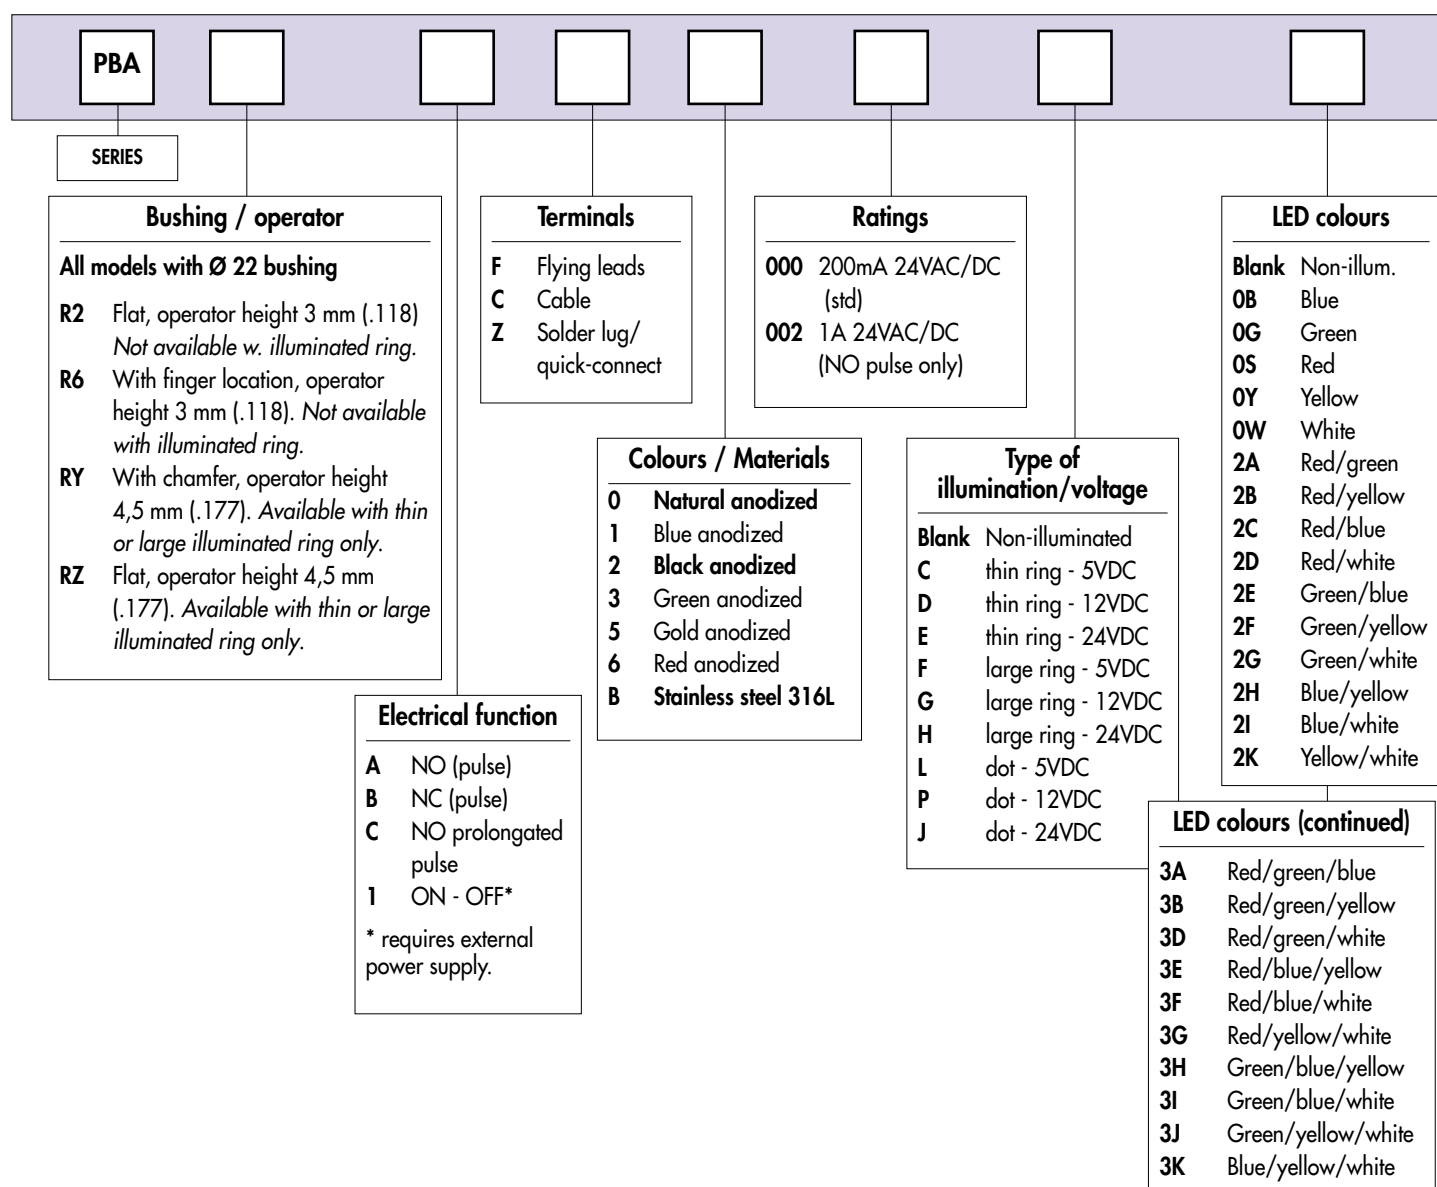 PBA
SERIES
Bushing / operator
All models with Ø 22 bushing
R2 Flat, operator height 3 mm (.118)
Not available w. illuminated ring.
R6 With finger location, operator
height 3 mm (.118). Not available
with illuminated ring.
RY With chamfer, operator height
4,5 mm (.177). Available with thin
or large illuminated ring only.
RZ Flat, operator height 4,5 mm
(.177). Available with thin or large
illuminated ring only.
Electrical function
A NO (pulse)
B NC (pulse)
C NO prolongated
pulse
1 ON - OFF*
* requires external
power supply.
Terminals
F Flying leads
C Cable
Z Solder lug/
quick-connect
Colours / Materials
0 Natural anodized
1 Blue anodized
2 Black anodized
3 Green anodized
5 Gold anodized
6 Red anodized
B Stainless steel 316L
Ratings
000 200mA 24VAC/DC
(std)
002 1A 24VAC/DC
(NO pulse only)
Type of
illumination/voltage
Blank Non-illuminated
C thin ring - 5VDC
D thin ring - 12VDC
E thin ring - 24VDC
F large ring - 5VDC
G large ring - 12VDC
H large ring - 24VDC
L dot - 5VDC
P dot - 12VDC
J dot - 24VDC
LED colours
Blank Non-illum.
0B Blue
0G Green
0S Red
0Y Yellow
0W White
2A Red/green
2B Red/yellow
2C Red/blue
2D Red/white
2E Green/blue
2F Green/yellow
2G Green/white
2H Blue/yellow
2I Blue/white
2K Yellow/white
LED colours (continued)
3A Red/green/blue
3B Red/green/yellow
3D Red/green/white
3E Red/blue/yellow
3F Red/blue/white
3G Red/yellow/white
3H Green/blue/yellow
3I Green/blue/white
3J Green/yellow/white
3K Blue/yellow/white